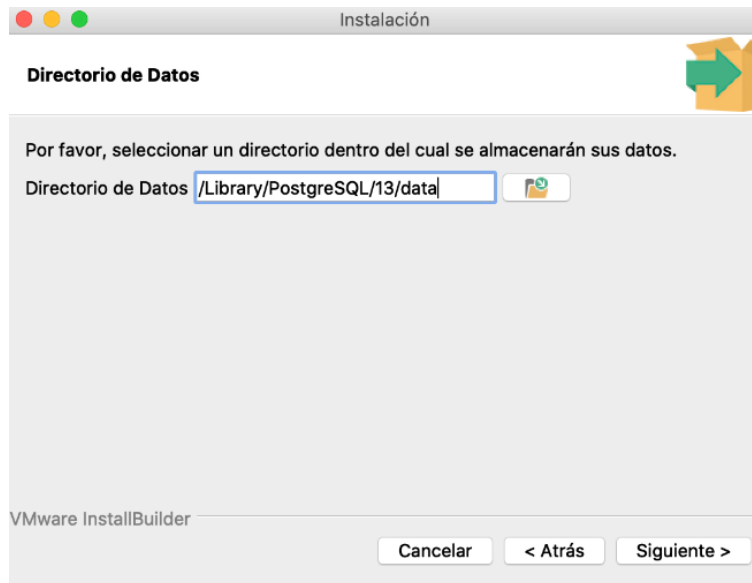 Instalación
Directorio de Datos
Por favor, seleccionar un directorio dentro del cual se almacenarán sus datos.
Directorio de Datos /Library/PostgreSQL/13/data
VMware InstallBuilder
Cancelar < Atrás Siguiente >